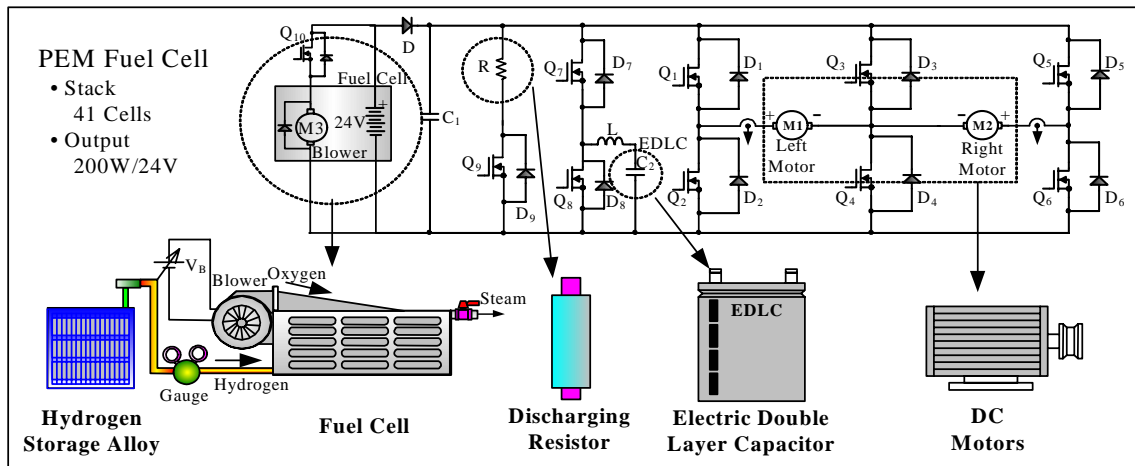 PEM Fuel Cell
• Stack
41 Cells
• Output
200W/24V
Q10
D
Fuel Cell
M3
24V
+
Blower
C1
R
Q9
D9
Q7
D7
L
EDLC
C2
Q8
D8
Q1
D1
Q2
D2
Q3
D3
+
M1
-
Left
Motor
Q4
D4
-
M2
+
Right
Motor
Q5
D5
Q6
D6
VB
Blower
Oxygen
Steam
Gauge
Hydrogen
EDLC
Hydrogen
Storage Alloy
Fuel Cell
Discharging
Resistor
Electric Double
Layer Capacitor
DC
Motors